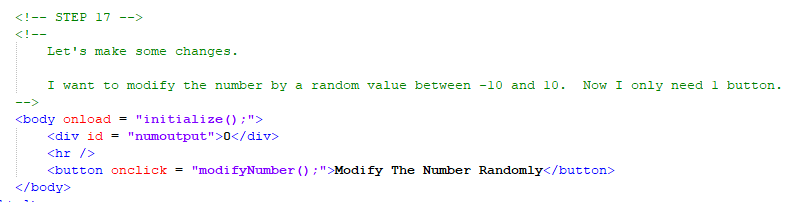 <!-- STEP 17 -->
<!--
Let's make some changes.
I want to modify the number by a random value between -10 and 10.  Now I only need 1 button.
-->
<body onload = "initialize();">
<div id = "numoutput">0</div>
<hr />
<button onclick = "modifyNumber();">Modify The Number Randomly</button>
</body>